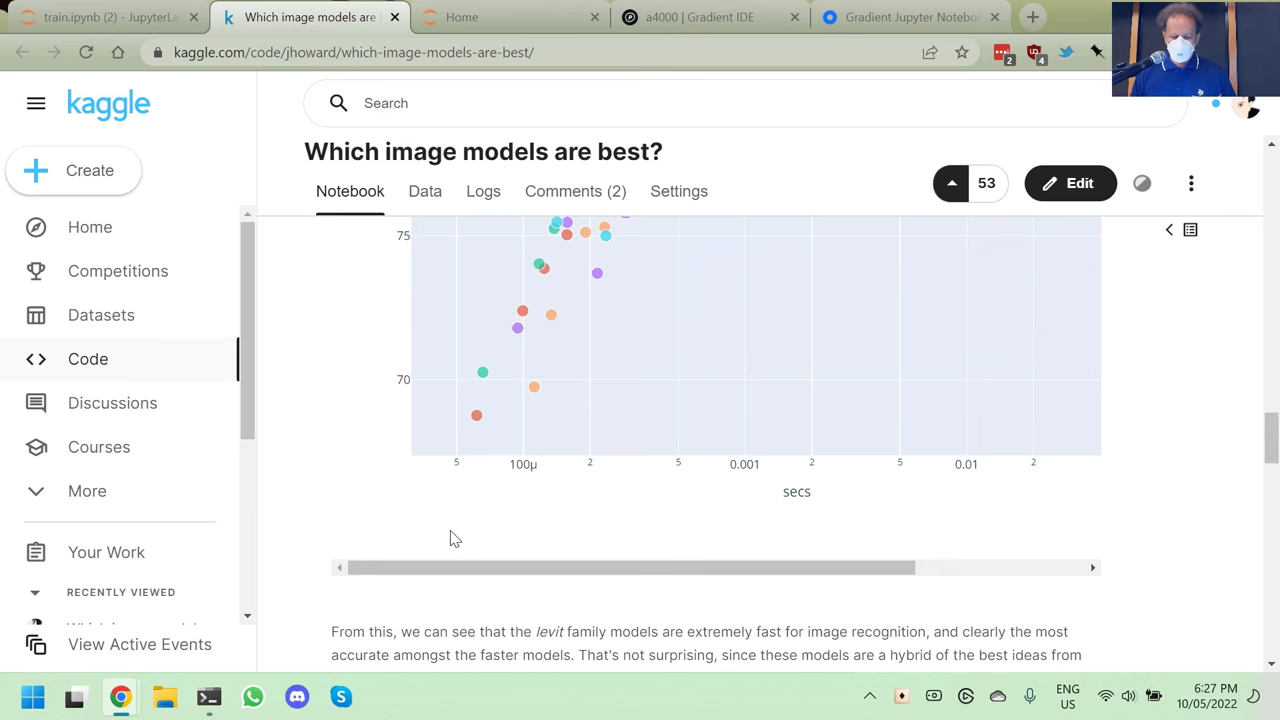 train.ipynb (2) - JupyterLa
Which image models are
Home
a4000 | Gradient IDE
Gradient Jupyter Notebo
kaggle.com/code/jhoward/which-image-models-are-best/
2
4
kaggle
Search
Create
Which image models are best?
Notebook
Data
Logs
Comments (2)
Settings
53
Edit
Home
Competitions
Datasets
Code
Discussions
Courses
More
Your Work
RECENTLY VIEWED
View Active Events
75
70
5
100μ
2
5
0.001
2
5
0.01
2
secs
From this, we can see that the levit family models are extremely fast for image recognition, and clearly the most
accurate amongst the faster models. That's not surprising, since these models are a hybrid of the best ideas from
ENG
US
6:27 PM
10/05/2022